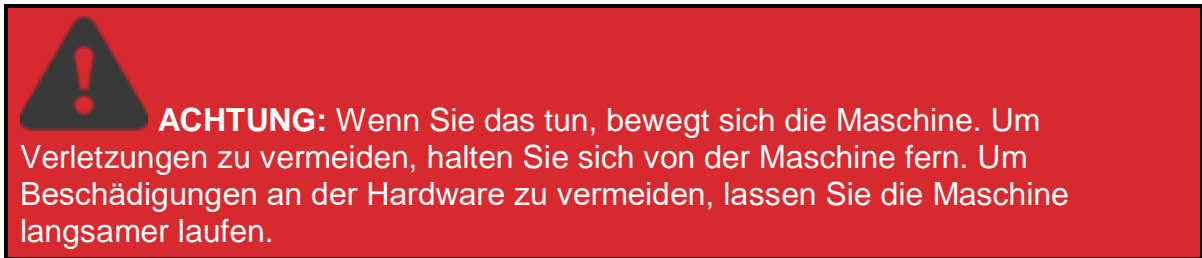 ACHTUNG: Wenn Sie das tun, bewegt sich die Maschine. Um
Verletzungen zu vermeiden, halten Sie sich von der Maschine fern. Um
Beschädigungen an der Hardware zu vermeiden, lassen Sie die Maschine
langsamer laufen.